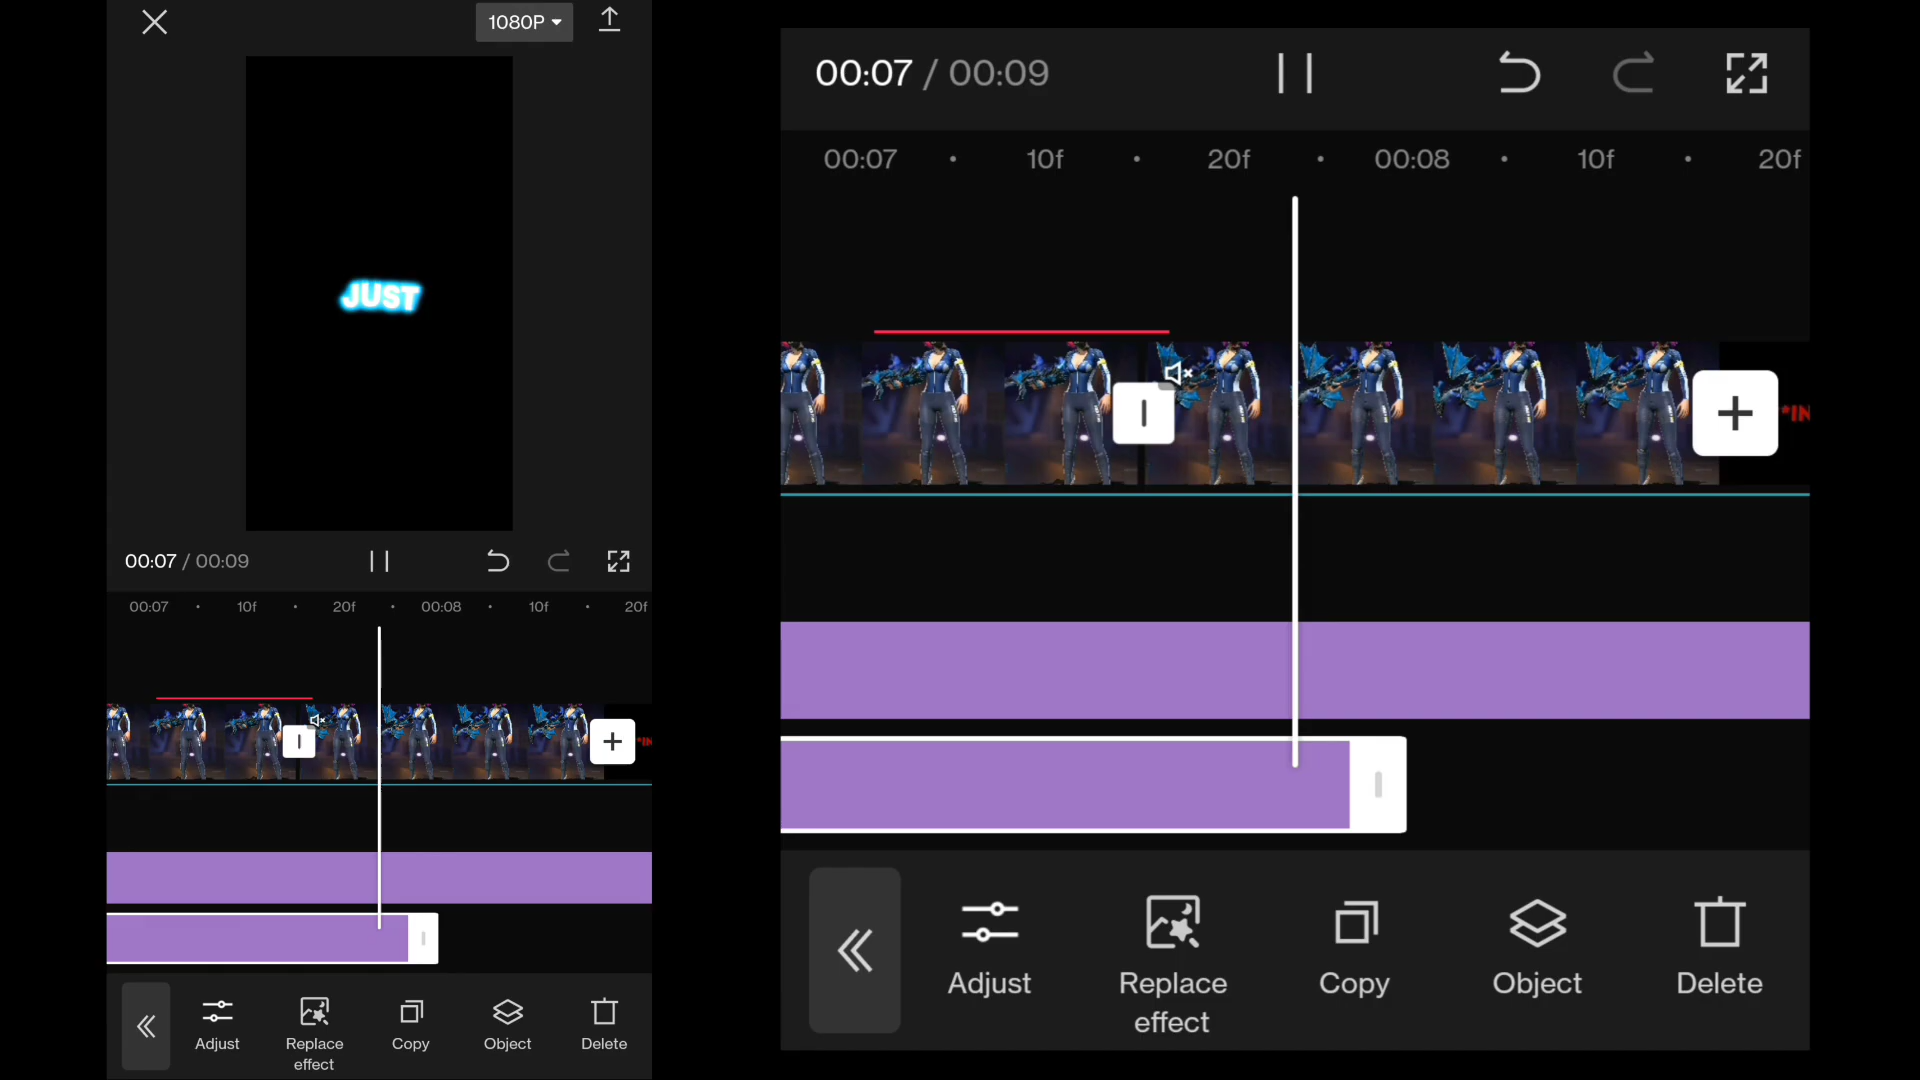 1080P
JUST
00:07 / 00:09
00:07 10f 20f 00:08 10f 20f
*IN
Adjust
Replace
effect
Copy
Object
Delete
00:07 / 00:09
00:07 10f 20f 00:08 10f 20f
*IN
Adjust
Replace
effect
Copy
Object
Delete